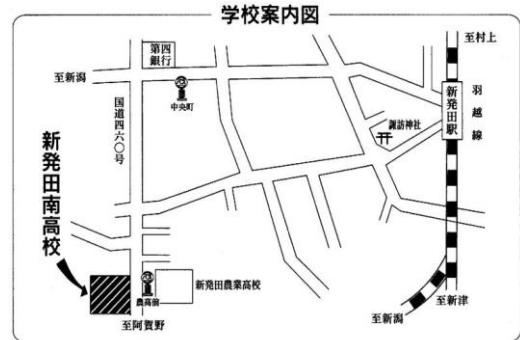 学校案内図
至村上
第四
銀行
至新潟
中央町
国道四六〇号
新発田駅
羽越線
諏訪神社
新発田南高校
新発田農業高校
農高前
至阿賀野
至新潟
至新津